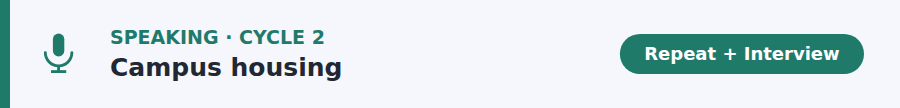 SPEAKING · CYCLE 2
Campus housing
Repeat + Interview